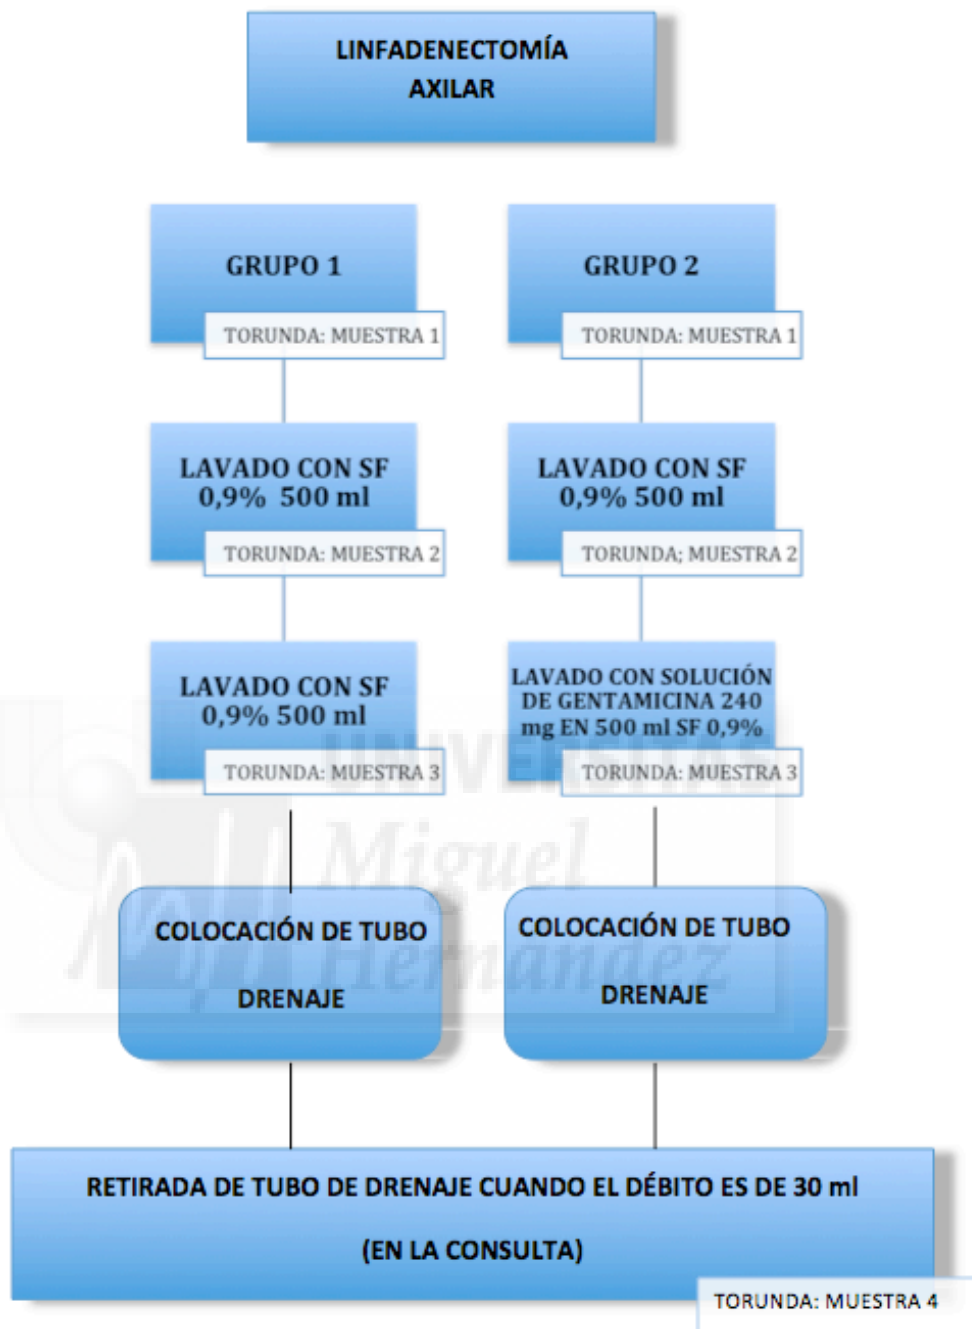 LINFADENECTOMÍA
AXILAR
GRUPO 1
TORUNDA: MUESTRA 1
GRUPO 2
TORUNDA: MUESTRA 1
LAVADO CON SF
0,9% 500 ml
TORUNDA: MUESTRA 2
LAVADO CON SF
0,9% 500 ml
TORUNDA; MUESTRA 2
LAVADO CON SF
0,9% 500 ml
TORUNDA: MUESTRA 3
LAVADO CON SOLUCIÓN
DE GENTAMICINA 240
mg EN 500 ml SF 0,9%
TORUNDA: MUESTRA 3
UNIVERSITAS
Miguel
Hernández
COLOCACIÓN DE TUBO
DRENAJE
COLOCACIÓN DE TUBO
DRENAJE
RETIRADA DE TUBO DE DRENAJE CUANDO EL DÉBITO ES DE 30 ml
(EN LA CONSULTA)
TORUNDA: MUESTRA 4